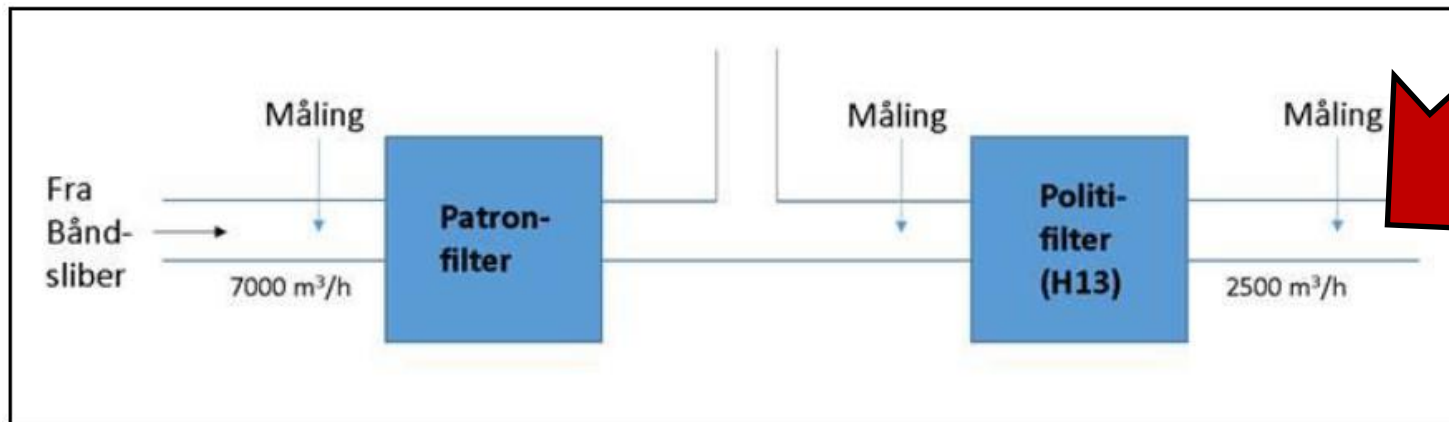 Måling
Fra
Bånd-
sliber
7000 m³/h
Patron-
filter
Måling
Politi-
filter
(H13)
Måling
2500 m³/h